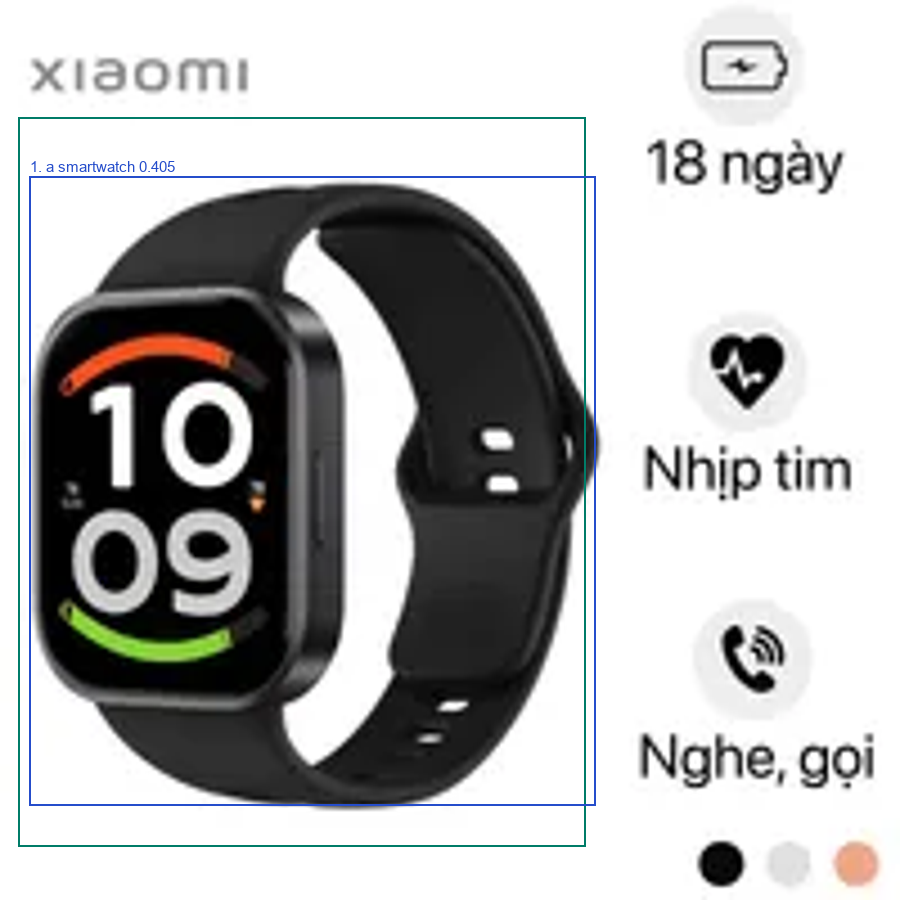 xiaomi
1. a smartwatch 0.405
18 ngày
10
09
Nhịp tim
Nghe, gọi